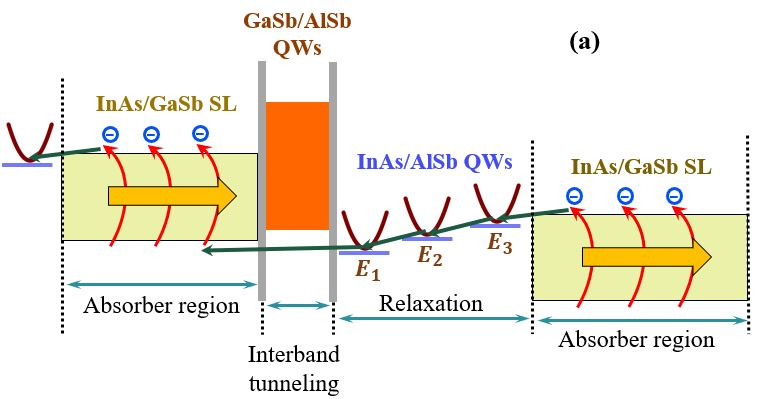 GaSb/AlSb
QWs
(a)
InAs/GaSb SL
InAs/AlSb QWs
InAs/GaSb SL
E1
E2
E3
Absorber region
Relaxation
Absorber region
Interband
tunneling